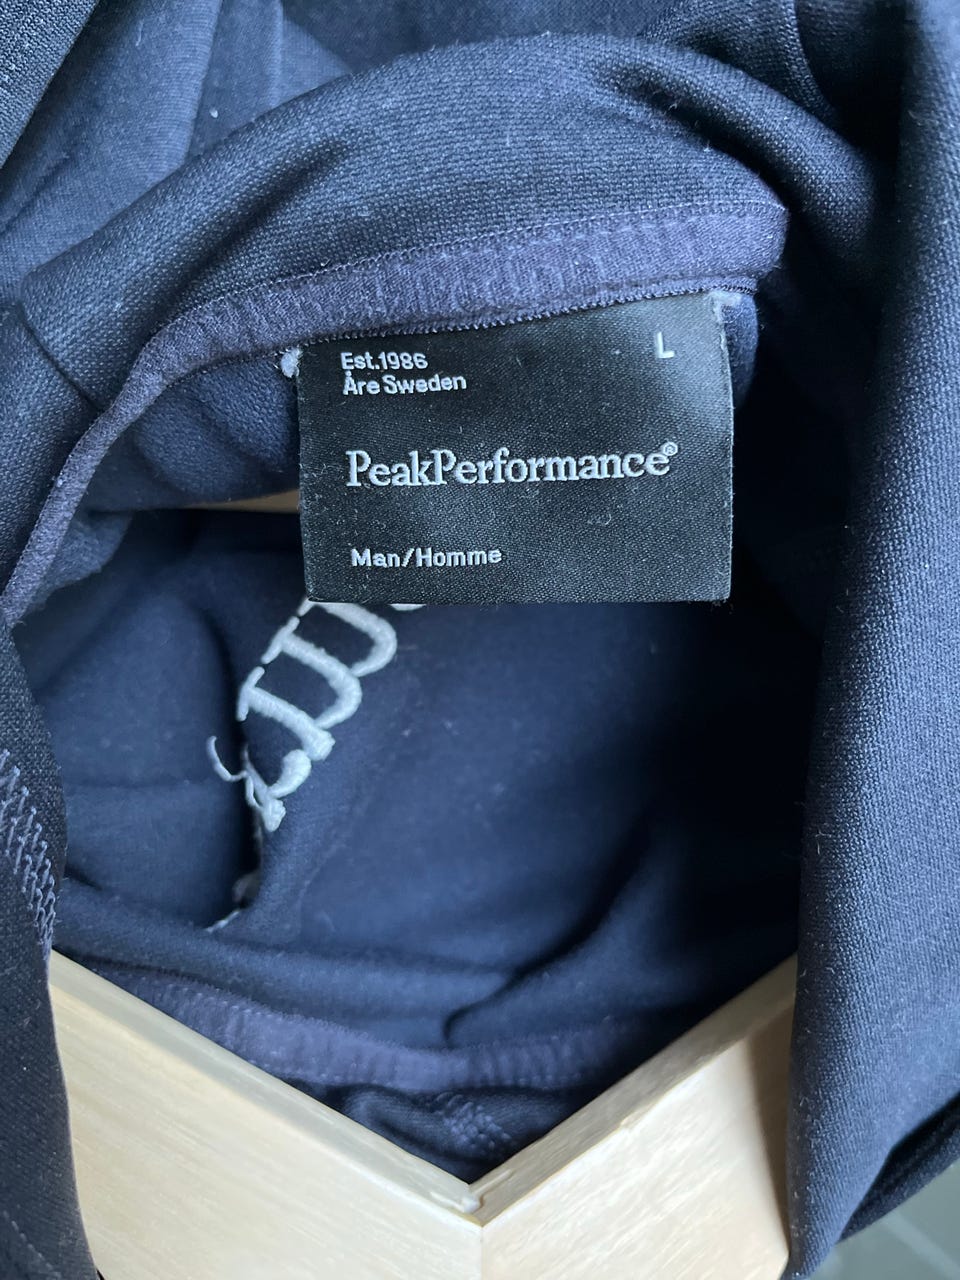 L
Est.1986
Åre Sweden
PeakPerformance®
Man/Homme